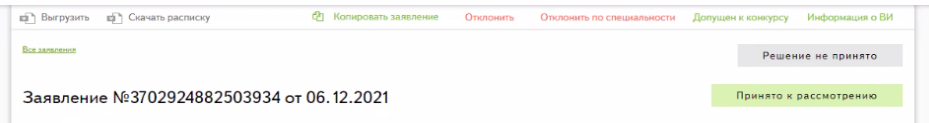 Выгрузить Скачать расписку Копировать заявление Отклонить Отклонить по специальности Допущен к конкурсу Информация о ВИ
Все заявления
Решение не принято
Заявление №3702924882503934 от 06.12.2021
Принято к рассмотрению